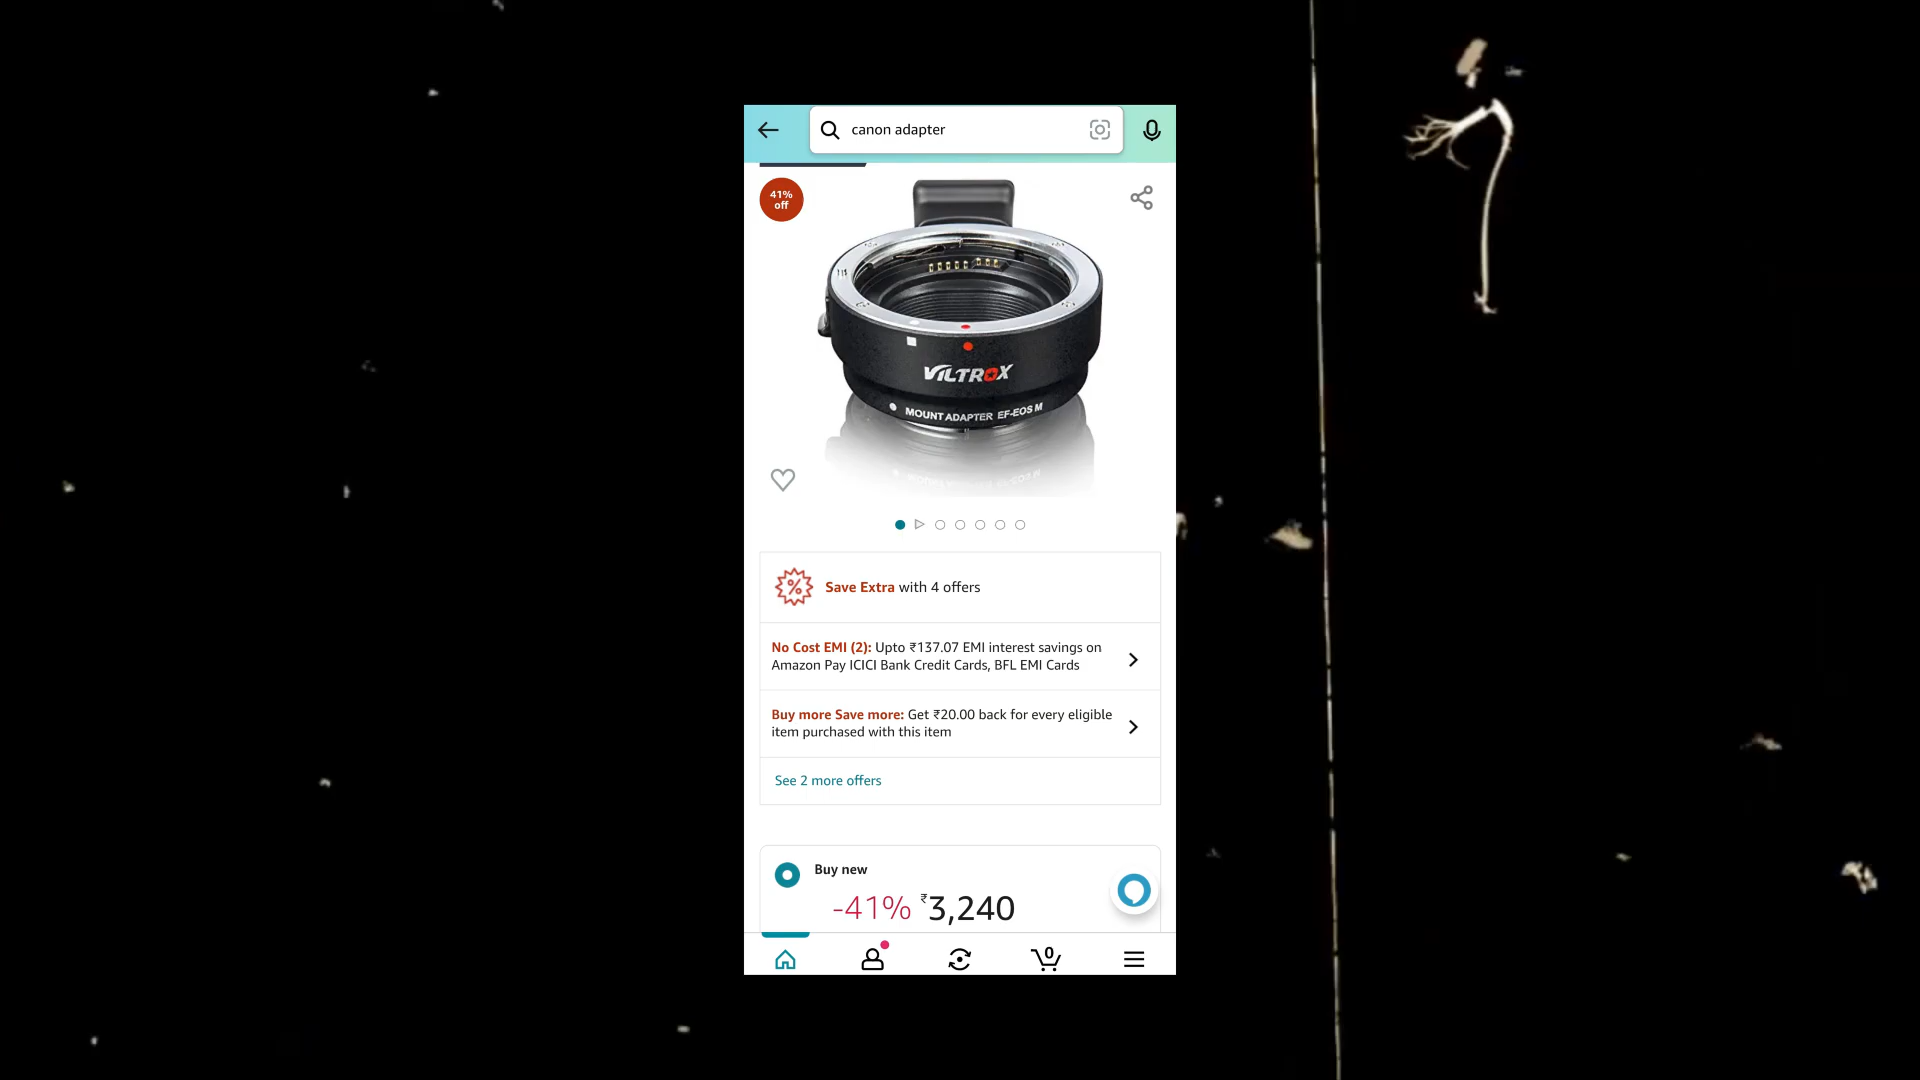 canon adapter
41%
off
VILTROX
MOUNT ADAPTER EF-EOS M
Save Extra with 4 offers
No Cost EMI (2): Upto ₹137.07 EMI interest savings on
Amazon Pay ICICI Bank Credit Cards, BFL EMI Cards
Buy more Save more: Get ₹20.00 back for every eligible
item purchased with this item
See 2 more offers
Buy new
-41% ₹3,240
0